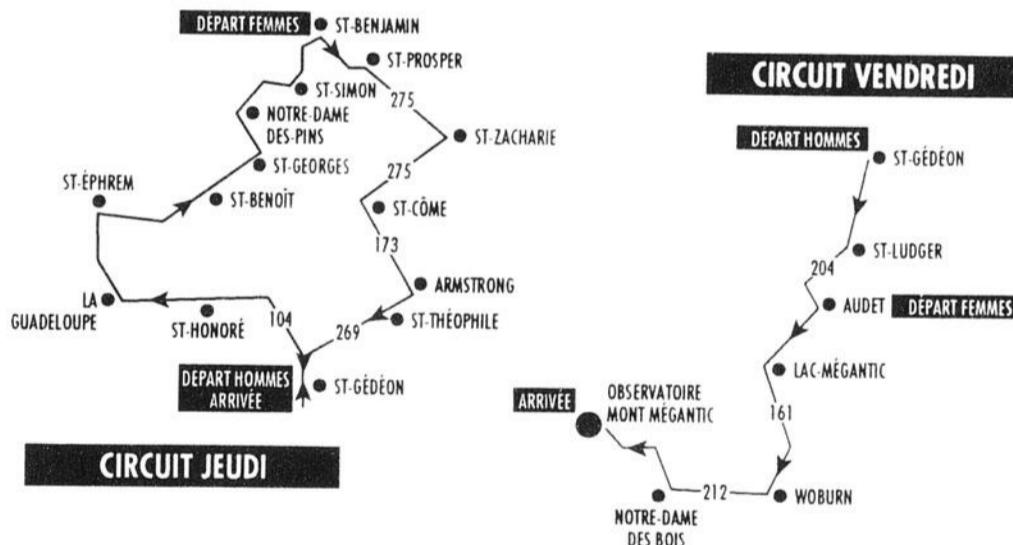 DÉPART FEMMES
ST-BENJAMIN
ST-PROSPER
275
ST-SIMON
NOTRE-DAME
DES-PINS
ST-ZACHARIE
ST-GEORGES
275
ST-ÉPHREM
ST-BENOÎT
ST-CÔME
173
ARMSTRONG
LA
GUADELOUPE
ST-HONORÉ
104
269
ST-THÉOPHILE
DÉPART HOMMES
ARRIVÉE
ST-GÉDÉON
CIRCUIT JEUDI
CIRCUIT VENDREDI
DÉPART HOMMES
ST-GÉDÉON
ST-LUDGER
204
AUDET
DÉPART FEMMES
LAC-MÉGANTIC
161
ARRIVÉE
OBSERVATOIRE
MONT MÉGANTIC
212
WOBURN
NOTRE-DAME
DES BOIS